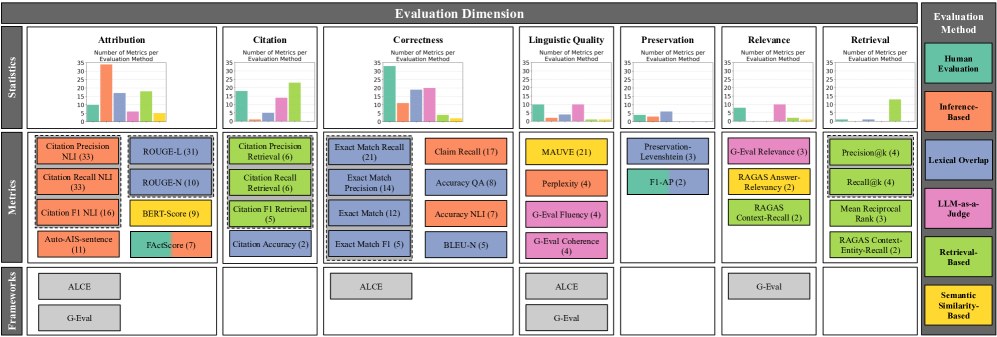 Evaluation Dimension
Evaluation
Method
Statistics
Attribution
Number of Metrics per
Evaluation Method
35
30
25
20
15
10
5
0
Citation
Number of Metrics per
Evaluation Method
35
30
25
20
15
10
5
0
Correctness
Number of Metrics per
Evaluation Method
35
30
25
20
15
10
5
0
Linguistic Quality
Number of Metrics per
Evaluation Method
35
30
25
20
15
10
5
0
Preservation
Number of Metrics per
Evaluation Method
35
30
25
20
15
10
5
0
Relevance
Number of Metrics per
Evaluation Method
35
30
25
20
15
10
5
0
Retrieval
Number of Metrics per
Evaluation Method
35
30
25
20
15
10
5
0
Metrics
Citation Precision
NLI (33)
Citation Recall NLI
(33)
Citation F1 NLI (16)
Auto-AIS-sentence
(11)
ROUGE-L (31)
ROUGE-N (10)
BERT-Score (9)
FActScore (7)
Citation Precision
Retrieval (6)
Citation Recall
Retrieval (6)
Citation F1 Retrieval
(5)
Citation Accuracy (2)
Exact Match Recall
(21)
Exact Match
Precision (14)
Exact Match (12)
Exact Match F1 (5)
Claim Recall (17)
Accuracy QA (8)
Accuracy NLI (7)
BLEU-N (5)
MAUVE (21)
Perplexity (4)
G-Eval Fluency (4)
G-Eval Coherence
(4)
Preservation-
Levenshtein (3)
F1-AP (2)
G-Eval Relevance (3)
RAGAS Answer-
Relevancy (2)
RAGAS
Context-Recall (2)
Precision@k (4)
Recall@k (4)
Mean Reciprocal
Rank (3)
RAGAS Context-
Entity-Recall (2)
Frameworks
ALCE
G-Eval
ALCE
ALCE
G-Eval
G-Eval
Human
Evaluation
Inference-
Based
Lexical Overlap
LLM-as-a-
Judge
Retrieval-
Based
Semantic
Similarity-
Based